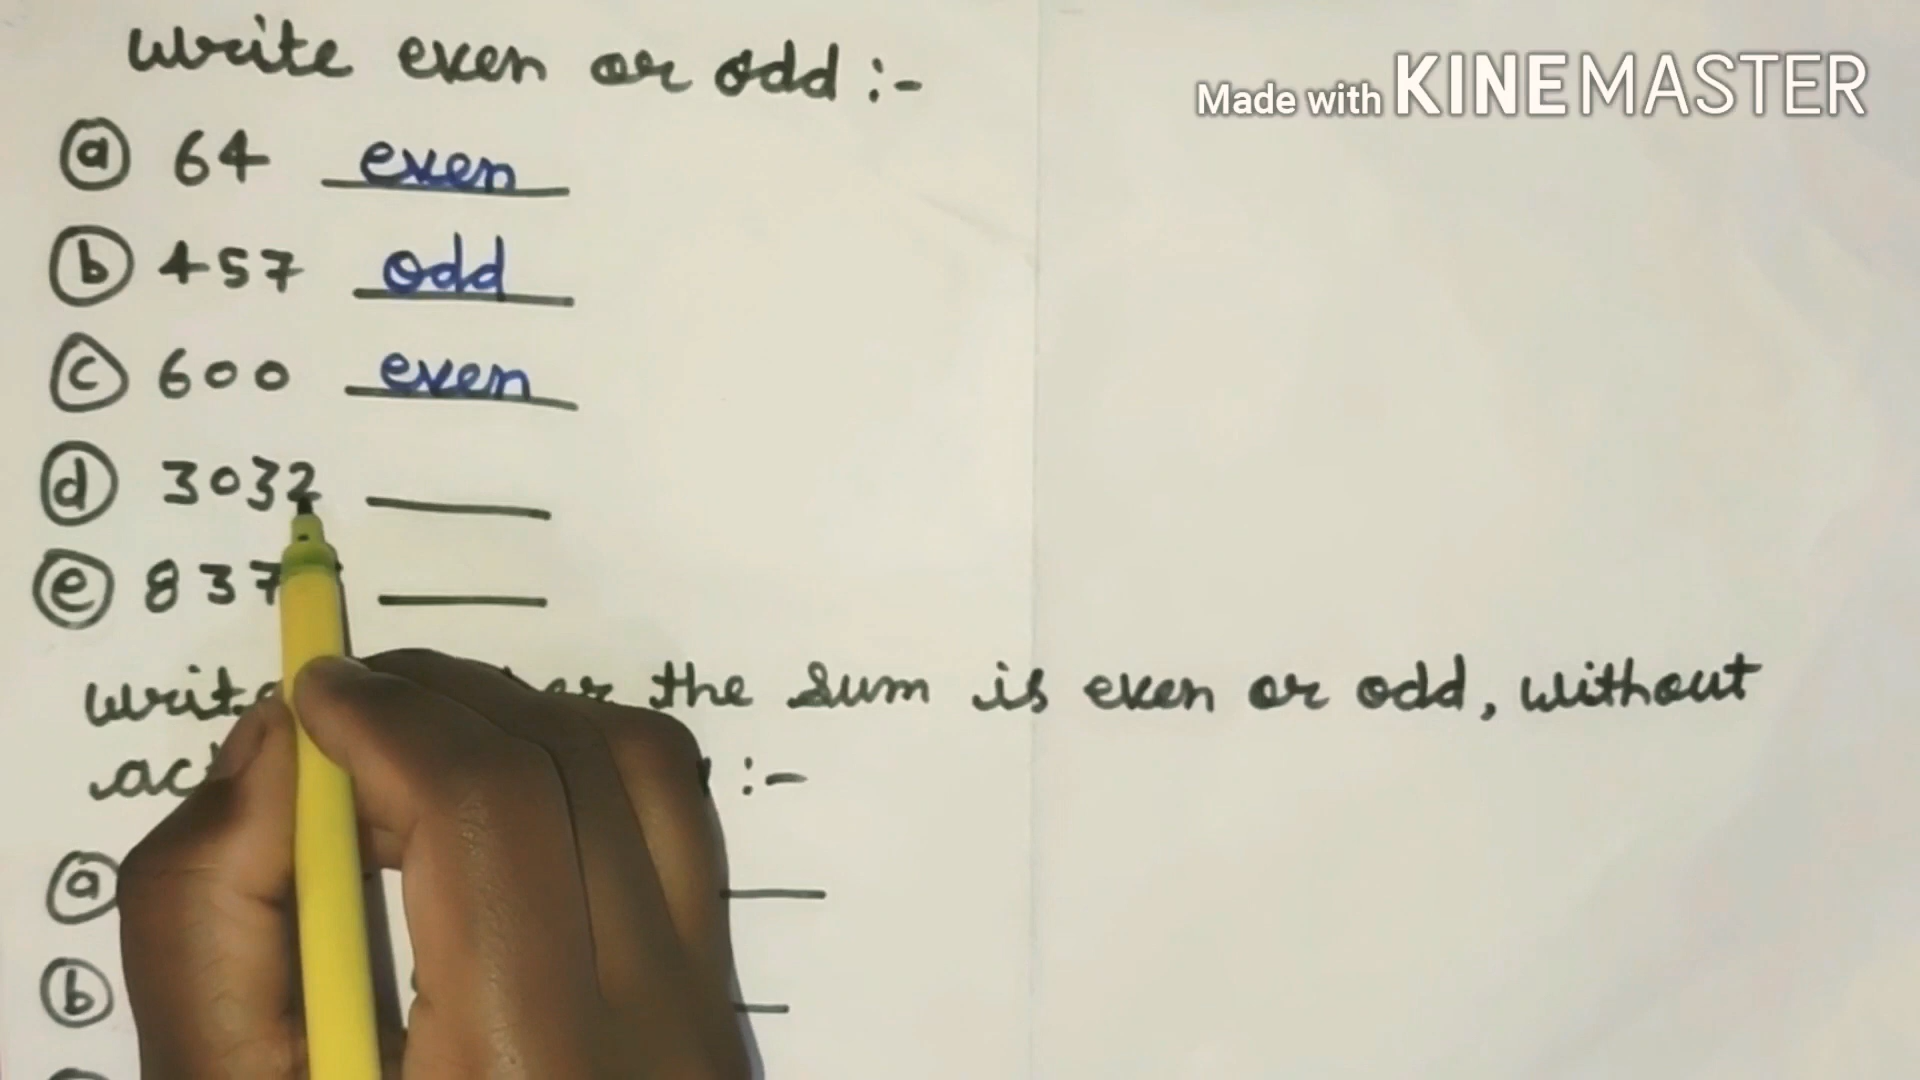 write even or odd :-
Made with KINEMASTER
a 64 even
b 457 odd
c 600 even
d 3032
e 837
the sum is even or odd, without
:-
a
b